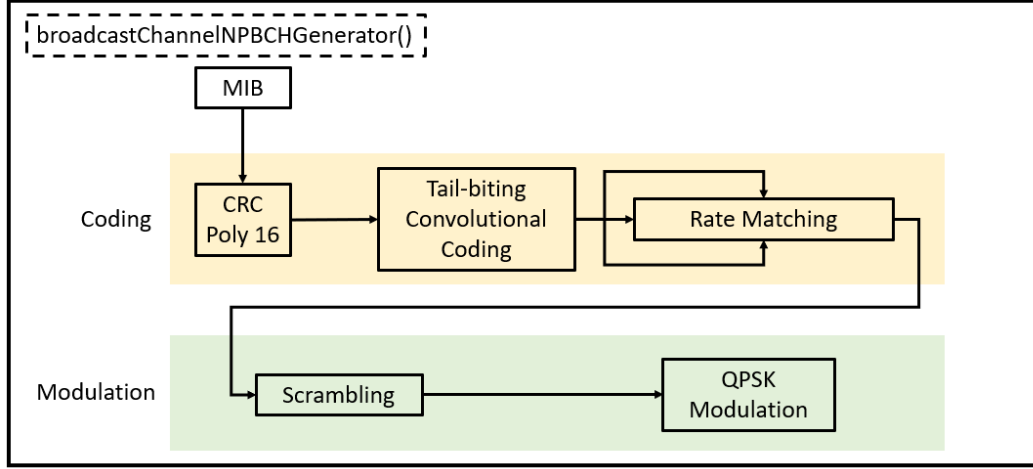 broadcastChannelNPBCHGenerator()
MIB
Coding
CRC
Poly 16
Tail-biting
Convolutional
Coding
Rate Matching
Modulation
Scrambling
QPSK
Modulation